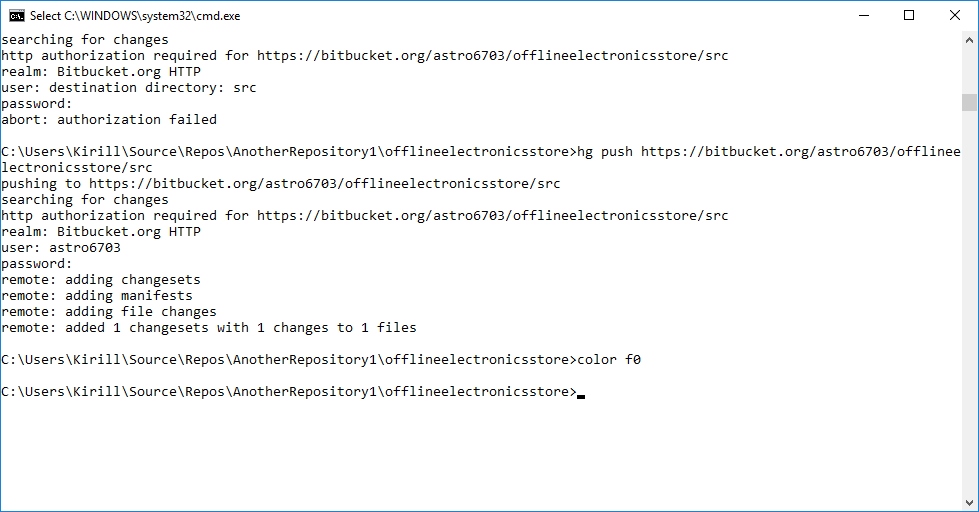 Select C:\WINDOWS\system32\cmd.exe
searching for changes
http authorization required for https://bitbucket.org/astro6703/offlineelectronicsstore/src
realm: Bitbucket.org HTTP
user: destination directory: src
password:
abort: authorization failed
C:\Users\Kirill\Source\Repos\AnotherRepository1\offlineelectronicsstore>hg push https://bitbucket.org/astro6703/offlinee
lectronicsstore/src
pushing to https://bitbucket.org/astro6703/offlineelectronicsstore/src
searching for changes
http authorization required for https://bitbucket.org/astro6703/offlineelectronicsstore/src
realm: Bitbucket.org HTTP
user: astro6703
password:
remote: adding changesets
remote: adding manifests
remote: adding file changes
remote: added 1 changesets with 1 changes to 1 files
C:\Users\Kirill\Source\Repos\AnotherRepository1\offlineelectronicsstore>color f0
C:\Users\Kirill\Source\Repos\AnotherRepository1\offlineelectronicsstore>